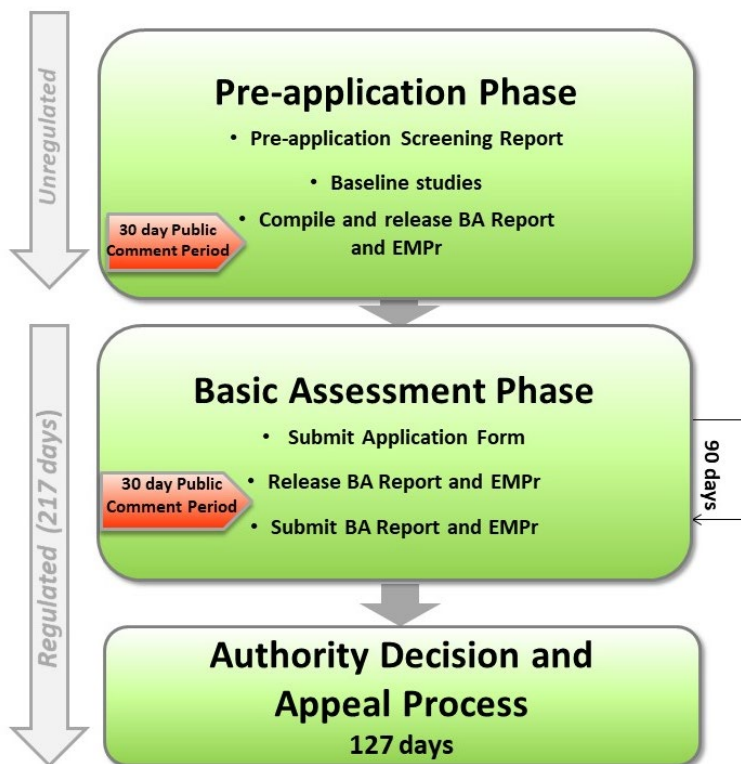 Unregulated
Pre-application Phase
• Pre-application Screening Report
• Baseline studies
30 day Public
Comment Period
• Compile and release BA Report
and EMPr
Regulated (217 days)
Basic Assessment Phase
• Submit Application Form
30 day Public
Comment Period
• Release BA Report and EMPr
• Submit BA Report and EMPr
90 days
Authority Decision and
Appeal Process
127 days